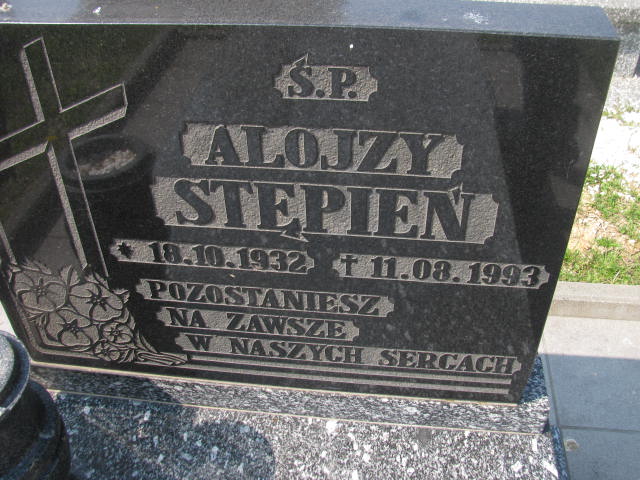 Ś.P.
ALOJZY
STĘPIEŃ
* 18.10.1932 † 11.08.1993
POZOSTANIESZ
NA ZAWSZE
W NASZYCH SERCACH